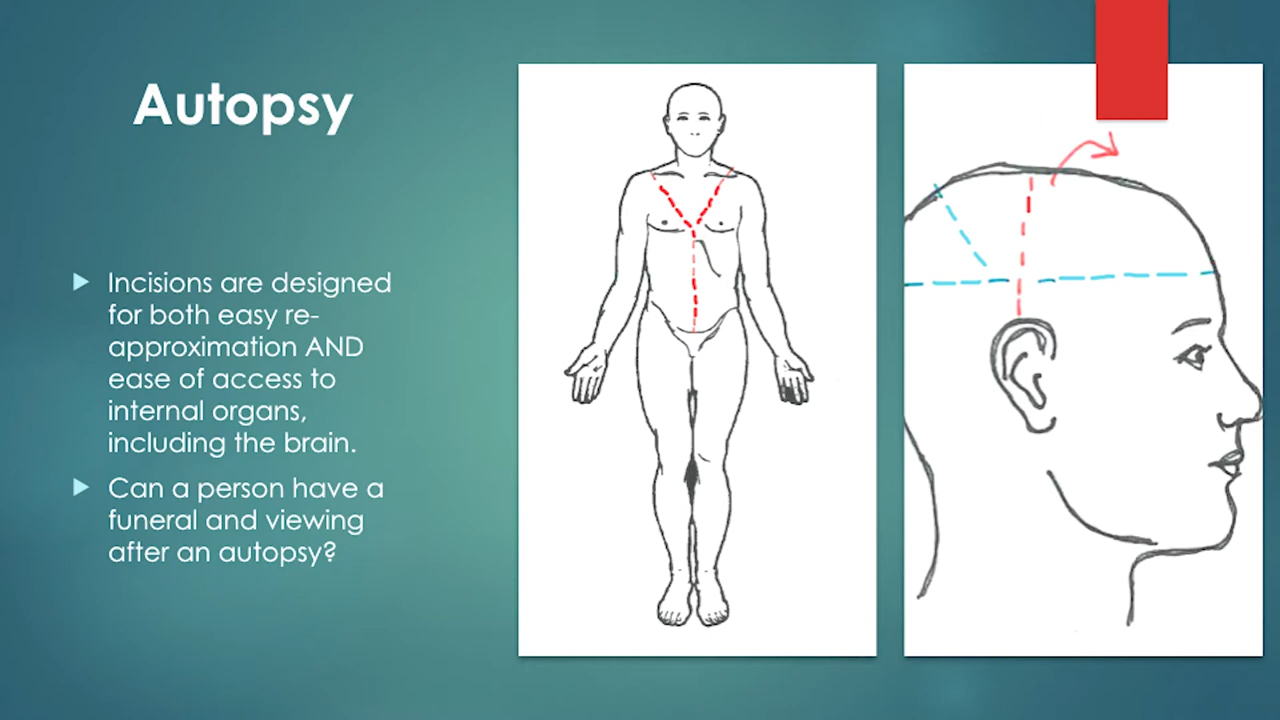 Autopsy
Incisions are designed
for both easy re-
approximation AND
ease of access to
internal organs,
including the brain.
Can a person have a
funeral and viewing
after an autopsy?